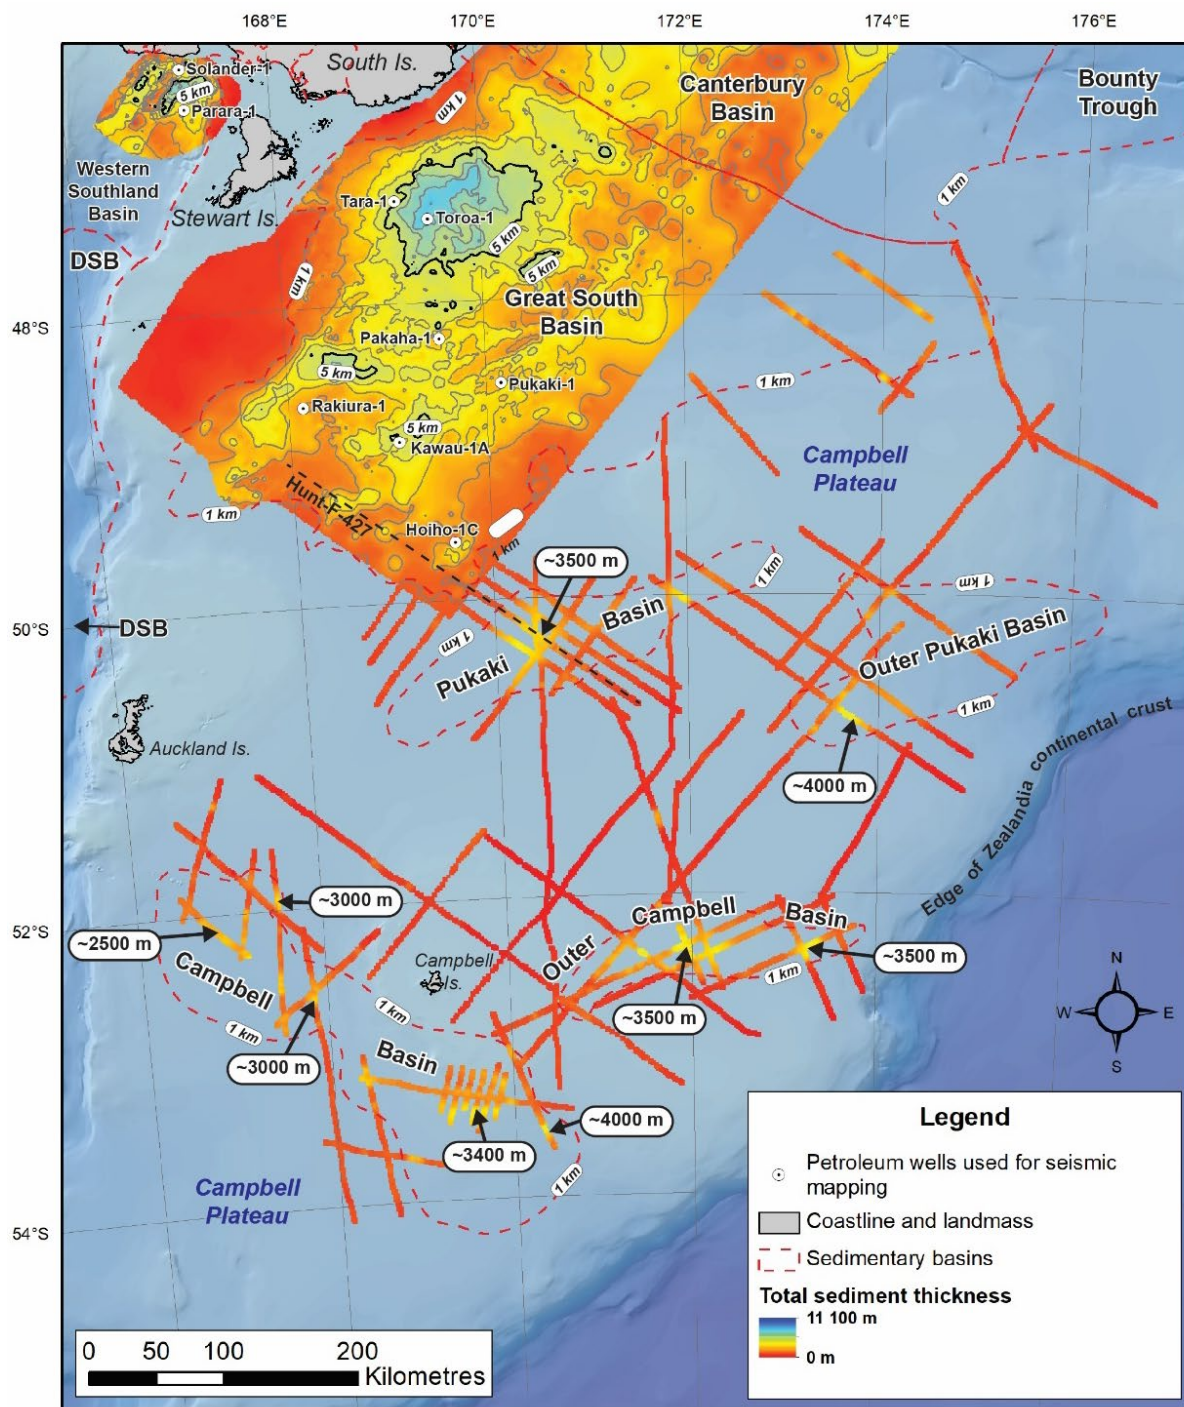 168°E
170°E
172°E
174°E
176°E
South Is.
Solander-1
5 km
Parara-1
1 km
Canterbury
Basin
Bounty
Trough
Western
Southland
Basin
Stewart Is.
Tara-1
Toroa-1
1 km
DSB
5 km
5 km
1 km
Great South
Basin
48°S
Pakaha-1
5 km
Pukaki-1
1 km
Rakiura-1
5 km
Kawau-1A
Campbell
Plateau
Hunt-F-427
1 km
Hoiho-1C
1 km
~3500 m
1 km
1 km
50°S
DSB
1 km
Pukaki
Basin
Outer Pukaki Basin
1 km
Auckland Is.
~4000 m
Edge of Zealandia continental crust
~3000 m
52°S
~2500 m
Campbell
Basin
Outer
Campbell
Basin
~3500 m
~3500 m
1 km
Campbell
Is.
1 km
1 km
~3000 m
~4000 m
~3400 m
1 km
Campbell
Plateau
54°S
N
W
E
S
Legend
Petroleum wells used for seismic
mapping
Coastline and landmass
Sedimentary basins
Total sediment thickness
11 100 m
0 m
0
50
100
200
Kilometres